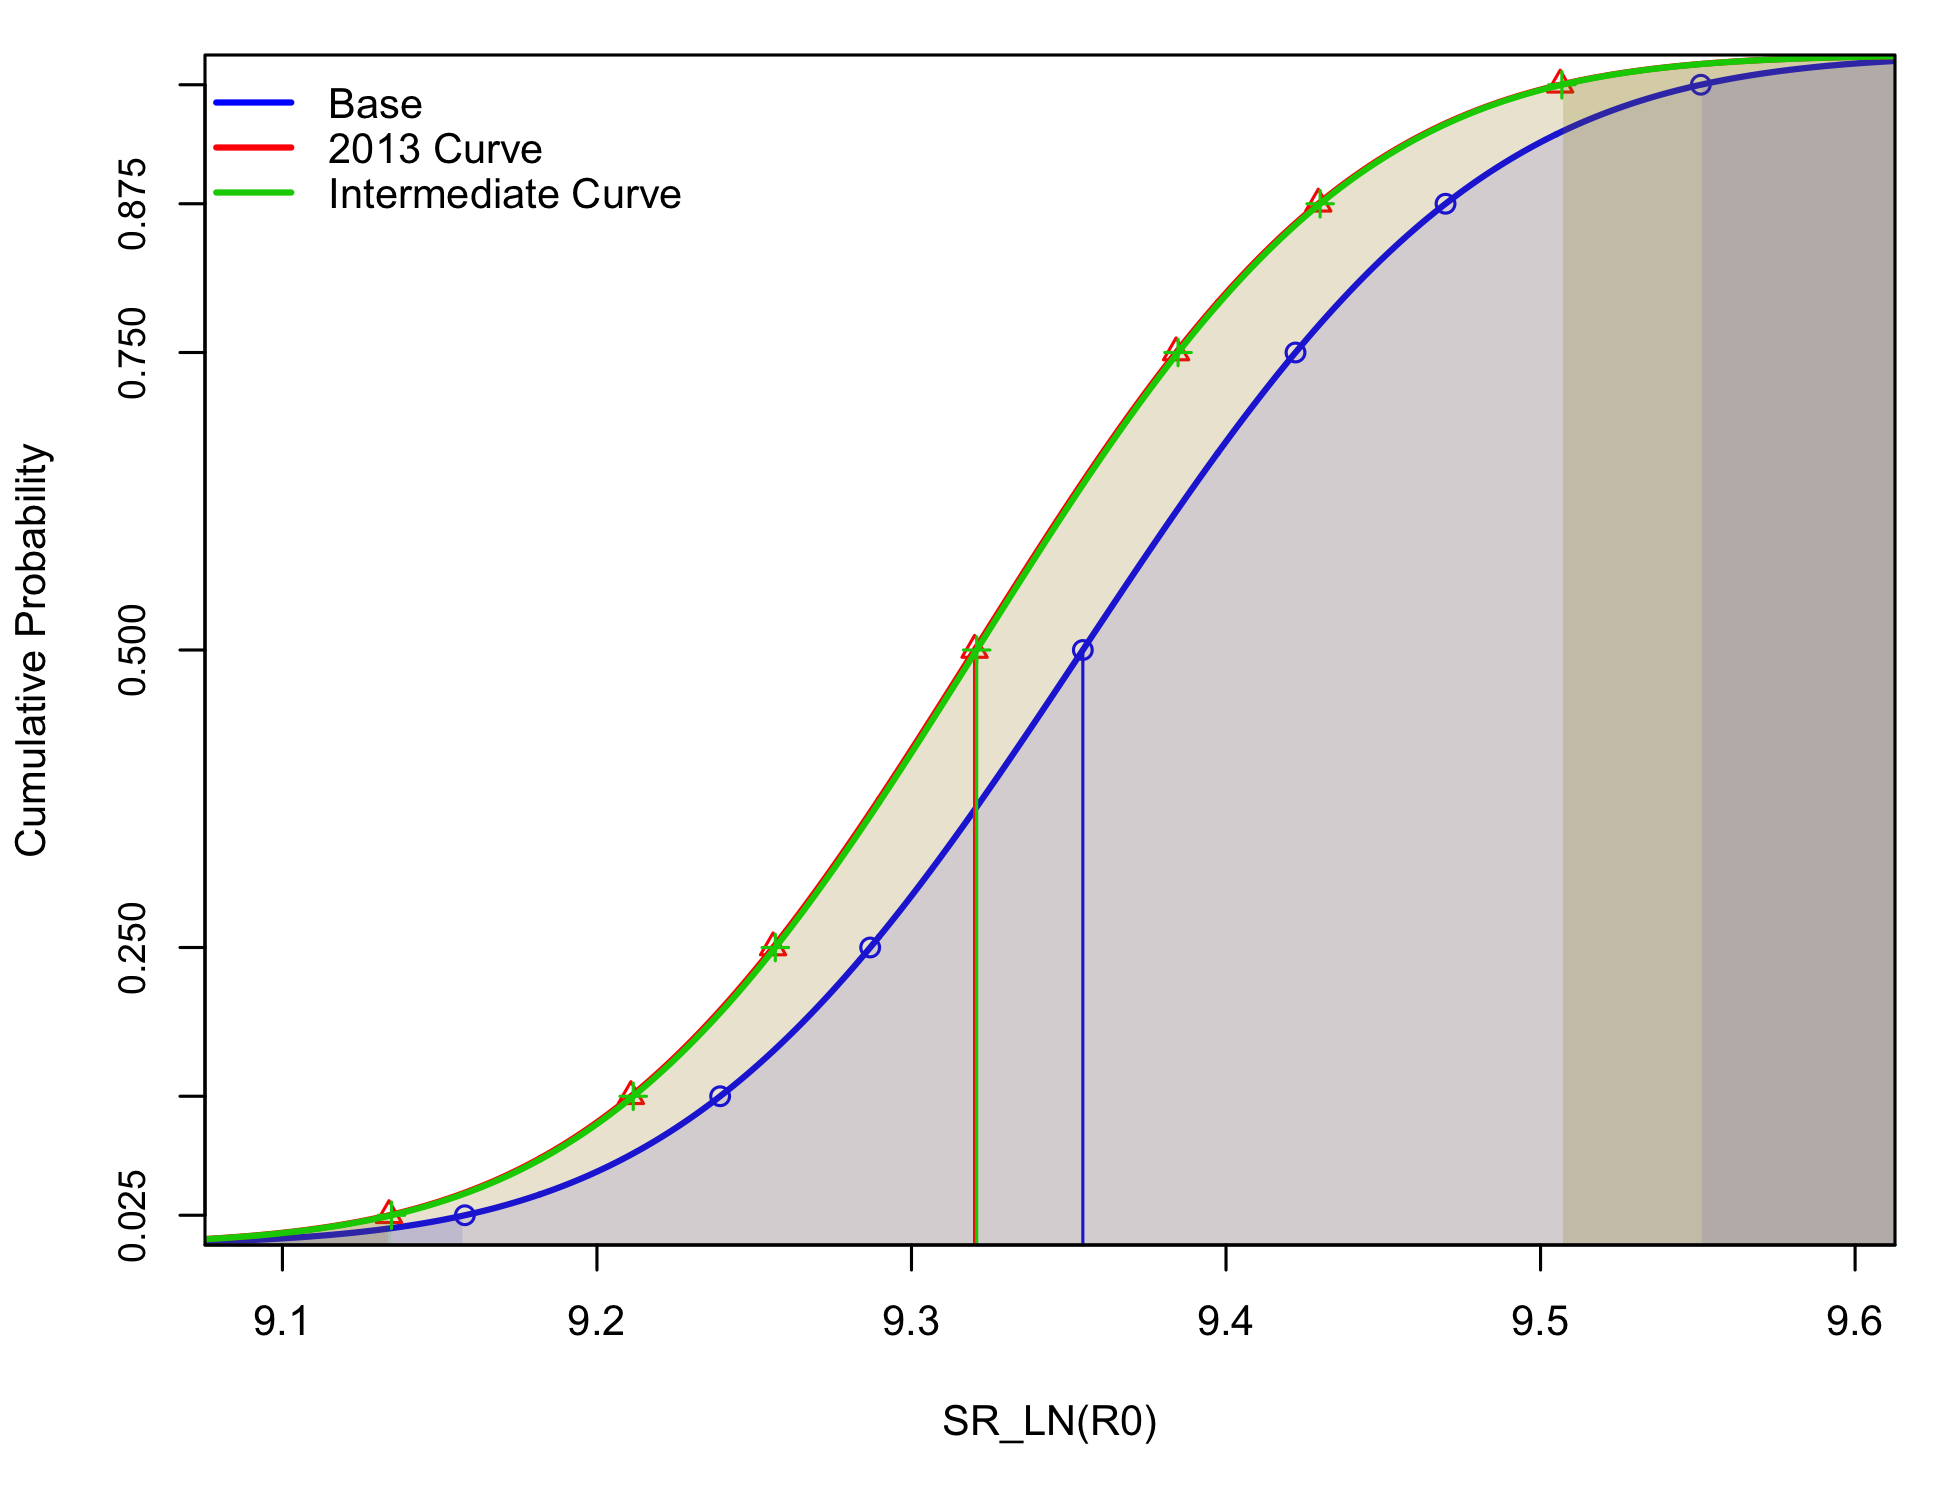 Base
2013 Curve
Intermediate Curve
Cumulative Probability
0.875
0.750
0.500
0.250
0.025
9.1 9.2 9.3 9.4 9.5 9.6
SR_LN(R0)